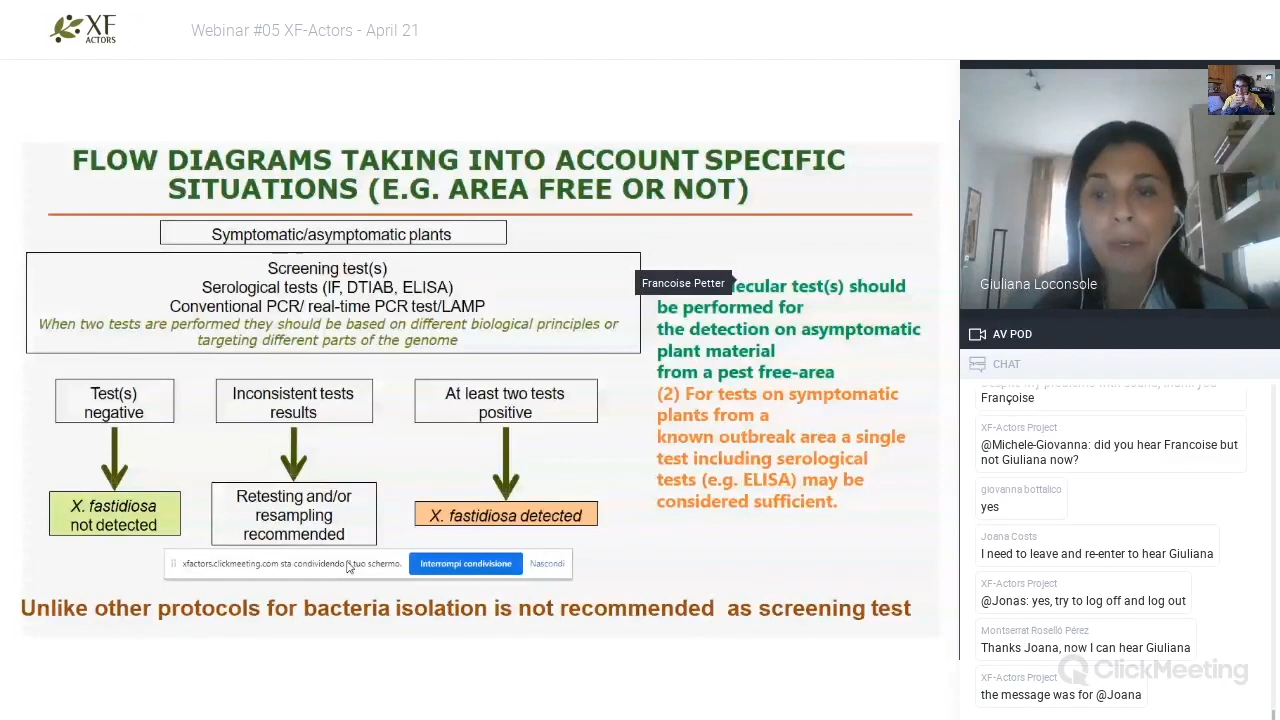 XF
ACTORS
Webinar #05 XF-Actors - April 21
FLOW DIAGRAMS TAKING INTO ACCOUNT SPECIFIC
SITUATIONS (E.G. AREA FREE OR NOT)
Symptomatic/asymptomatic plants
Screening test(s)
Serological tests (IF, DTIAB, ELISA)
Conventional PCR/ real-time PCR test/LAMP
When two tests are performed they should be based on different biological principles or
targeting different parts of the genome
Test(s)
negative
Inconsistent tests
results
At least two tests
positive
X. fastidiosa
not detected
Retesting and/or
resampling
recommended
X. fastidiosa detected
Francoise Petter
lecular test(s) should
be performed for
the detection on asymptomatic
plant material
from a pest free-area
(2) For tests on symptomatic
plants from a
known outbreak area a single
test including serological
tests (e.g. ELISA) may be
considered sufficient.
xfactors.clickmeeting.com sta condividendo il tuo schermo.
Interrompi condivisione
Nascondi
Unlike other protocols for bacteria isolation is not recommended as screening test
Giuliana Loconsole
AV POD
CHAT
Françoise
XF-Actors Project
@Michele-Giovanna: did you hear Francoise but
not Giuliana now?
giovanna bottalico
yes
Joana Costs
I need to leave and re-enter to hear Giuliana
XF-Actors Project
@Jonas: yes, try to log off and log out
Montserrat Roselló Pérez
Thanks Joana, now I can hear Giuliana
XF-Actors Project
the message was for @Joana
ClickMeeting